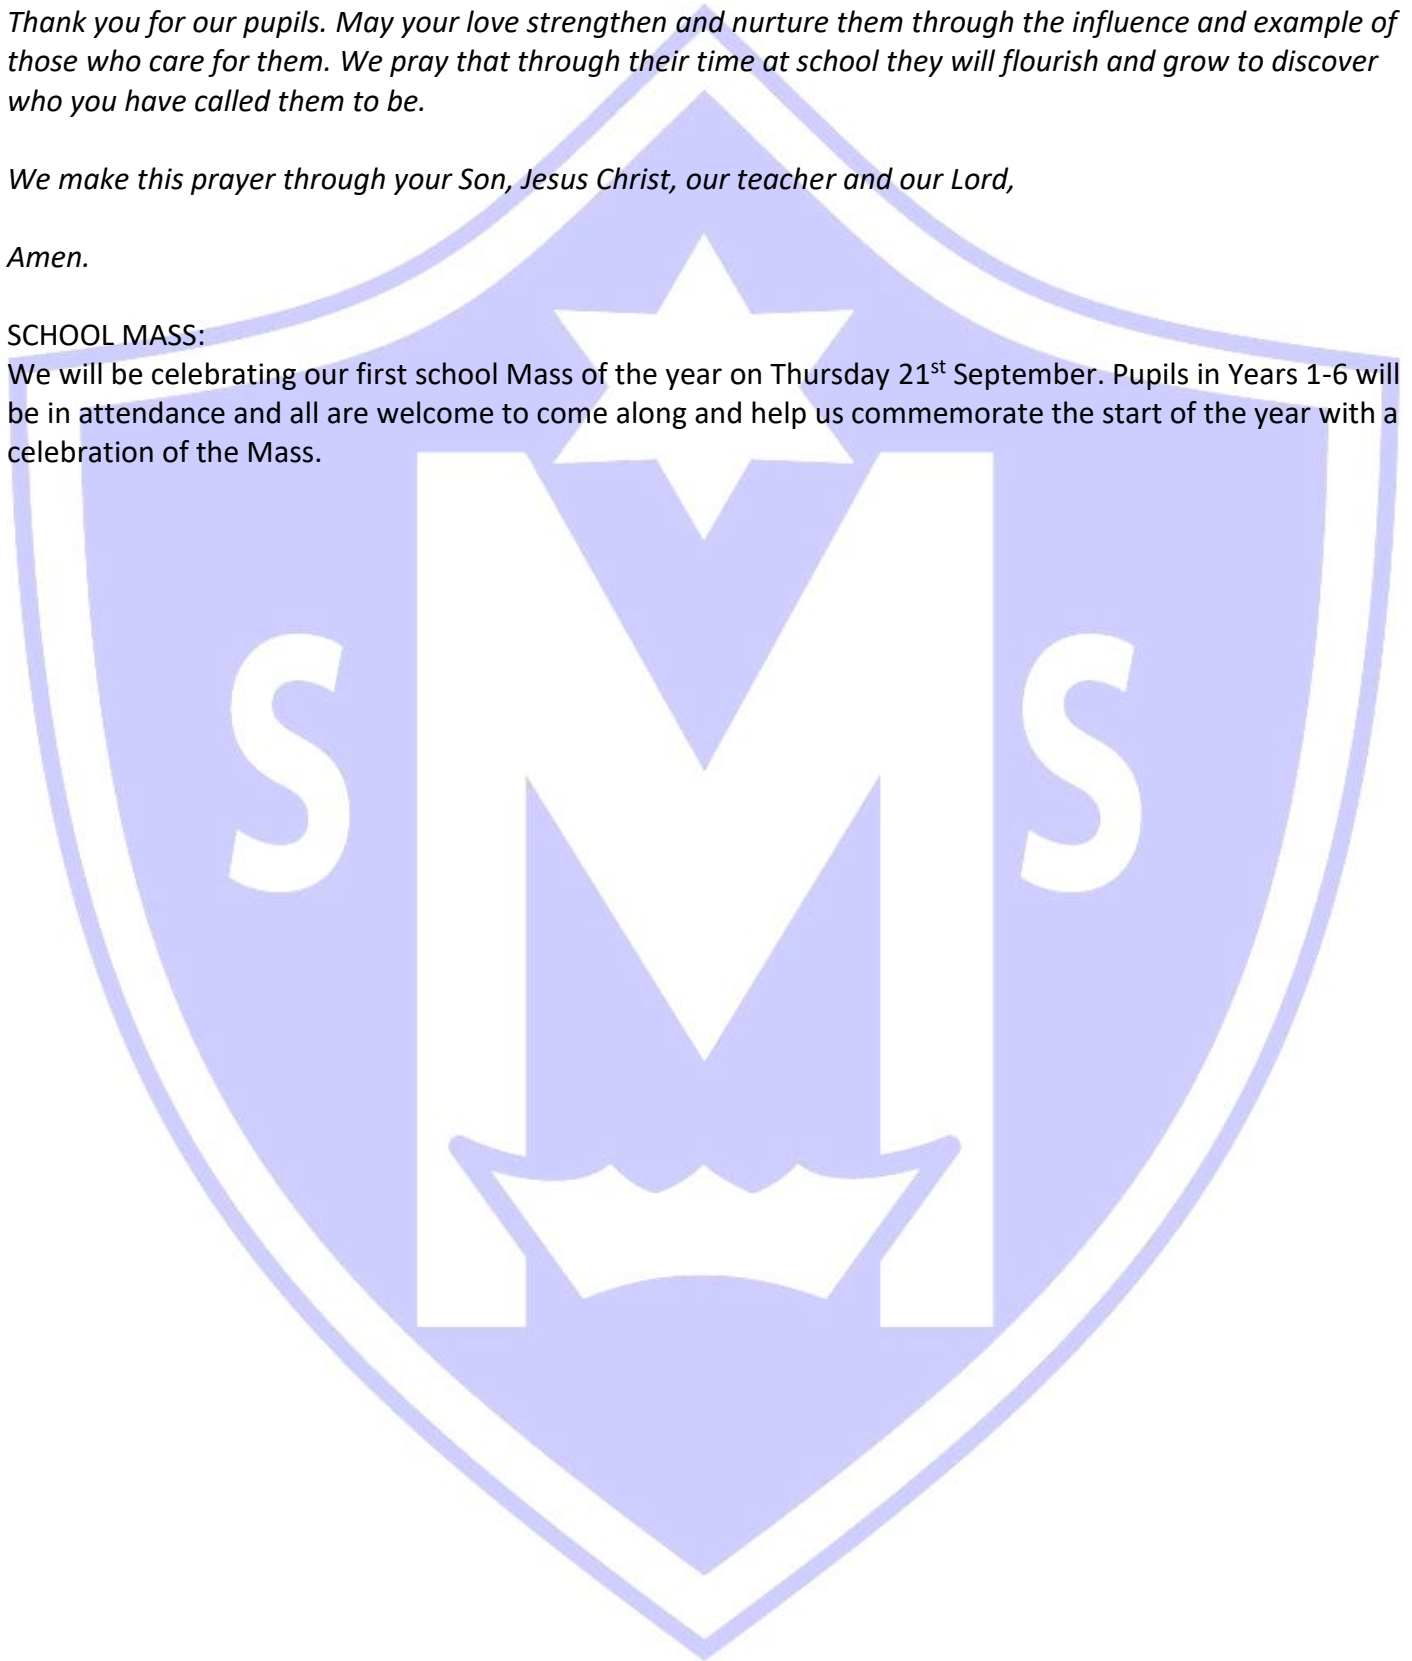 Thank you for our pupils. May your love strengthen and nurture them through the influence and example of
those who care for them. We pray that through their time at school they will flourish and grow to discover
who you have called them to be.
We make this prayer through your Son, Jesus Christ, our teacher and our Lord,
Amen.
SCHOOL MASS:
We will be celebrating our first school Mass of the year on Thursday 21st September. Pupils in Years 1-6 will
be in attendance and all are welcome to come along and help us commemorate the start of the year with a
celebration of the Mass.
S M S